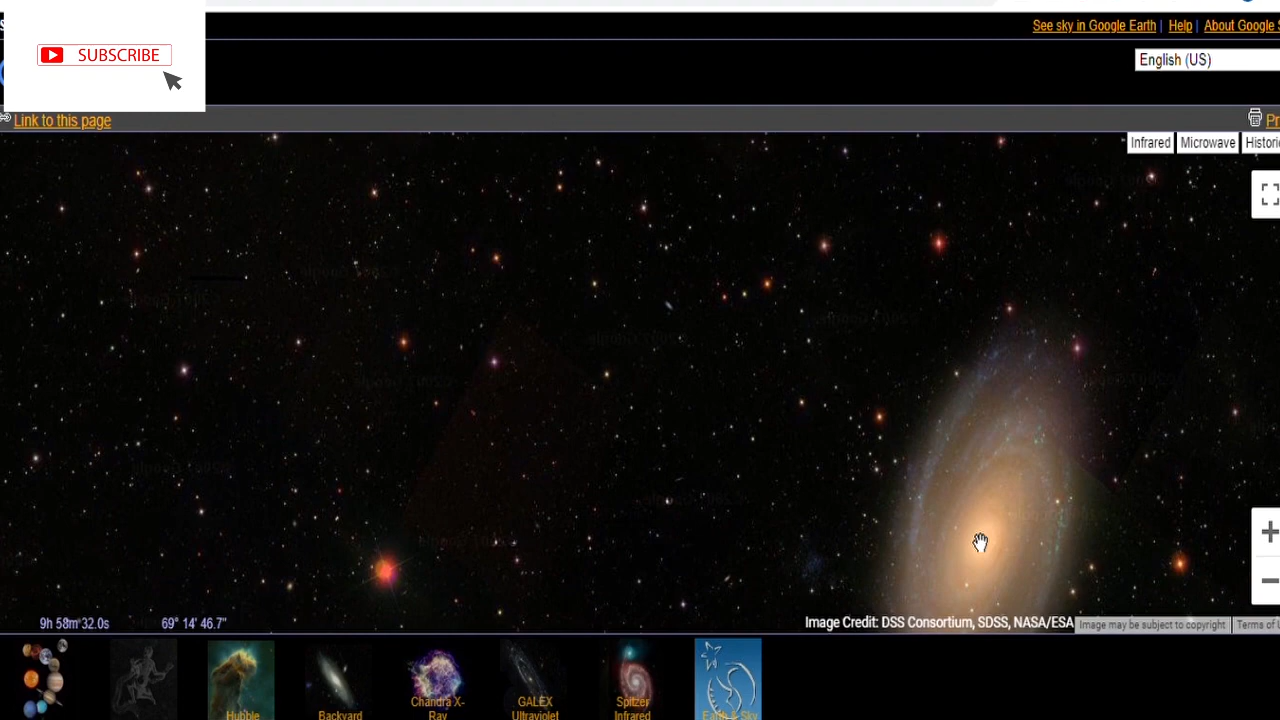 SUBSCRIBE
See sky in Google Earth | Help | About Google
English (US)
Link to this page
Infrared
Microwave
9h 58m 32.0s 69° 14' 46.7"
Image Credit: DSS Consortium, SDSS, NASA/ESA
Image may be subject to copyright
Terms of
Hubble
Backyard
Chandra X-
Ray
GALEX
Ultraviolet
Spitzer
Infrared
Earth & Sky